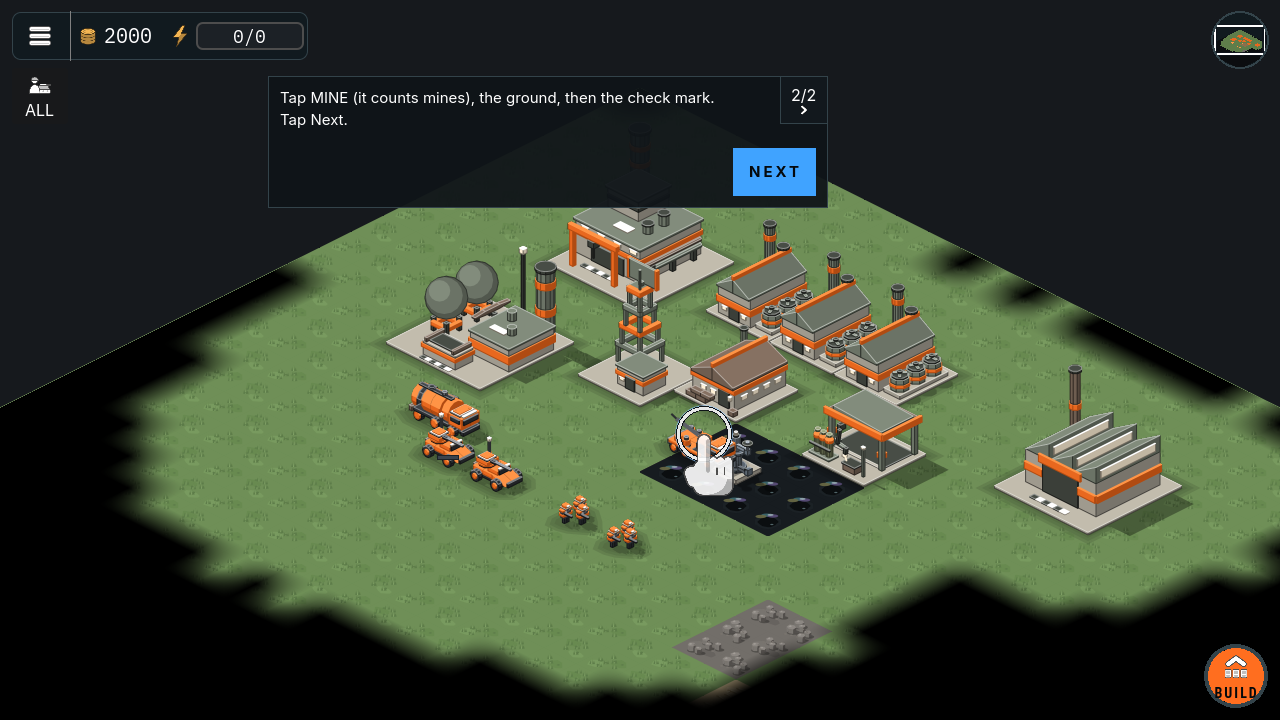 2000
0/0
ALL
Tap MINE (it counts mines), the ground, then the check mark.
Tap Next.
2/2
NEXT
BUILD